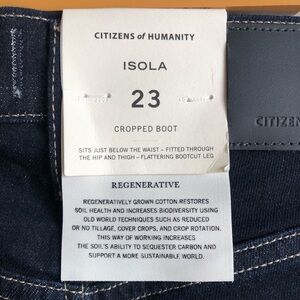 CITIZENS of HUMANITY
ISOLA
23
CROPPED BOOT
SITS JUST BELOW THE WAIST – FITTED THROUGH
THE HIP AND THIGH – FLATTERING BOOTCUT LEG
CITIZEN
REGENERATIVE
REGENERATIVELY GROWN COTTON RESTORES
SOIL HEALTH AND INCREASES BIODIVERSITY USING
OLD WORLD TECHNIQUES SUCH AS REDUCED
OR NO TILLAGE, COVER CROPS, AND CROP ROTATION.
THIS WAY OF WORKING INCREASES
THE SOIL'S ABILITY TO SEQUESTER CARBON AND
SUPPORT A MORE SUSTAINABLE WORLD.